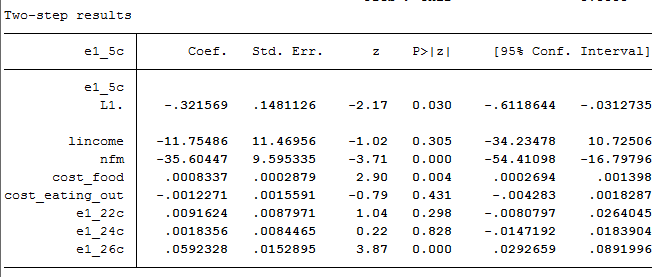 Two-step results
e1_5c Coef. Std. Err. z P>|z| [95% Conf. Interval]
e1_5c
L1. -.321569 .1481126 -2.17 0.030 -.6118644 -.0312735
lincome -11.75486 11.46956 -1.02 0.305 -34.23478 10.72506
nfm -35.60447 9.595335 -3.71 0.000 -54.41098 -16.79796
cost_food .0008337 .0002879 2.90 0.004 .0002694 .001398
cost_eating_out -.0012271 .0015591 -0.79 0.431 -.004283 .0018287
e1_22c .0091624 .0087971 1.04 0.298 -.0080797 .0264045
e1_24c .0018356 .0084465 0.22 0.828 -.0147192 .0183904
e1_26c .0592328 .0152895 3.87 0.000 .0292659 .0891996